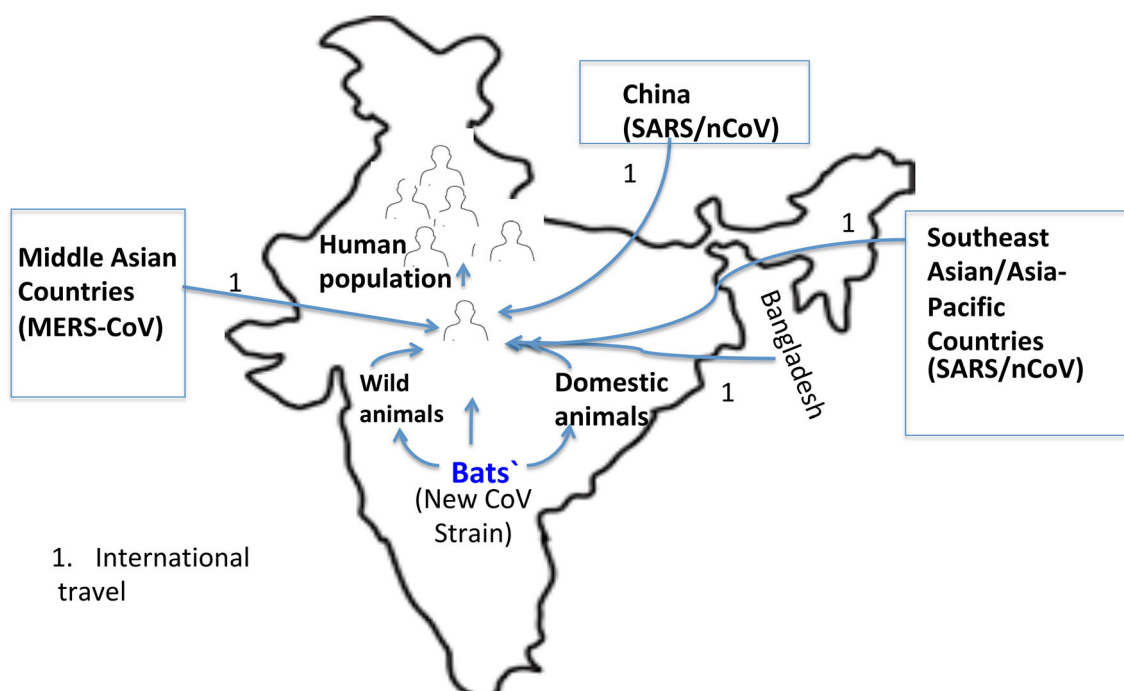 China
(SARS/nCoV)
1
Middle Asian
Countries
(MERS-CoV)
1
Human
population
1
Southeast
Asian/Asia-
Pacific
Countries
(SARS/nCoV)
Bangladesh
1
Wild
animals
Domestic
animals
Bats`
(New CoV
Strain)
1. International
travel